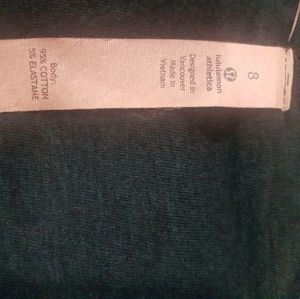 8
lululemon
athletica
Designed in
Vancouver
Made in
Vietnam
Body:
95% COTTON
5% ELASTANE